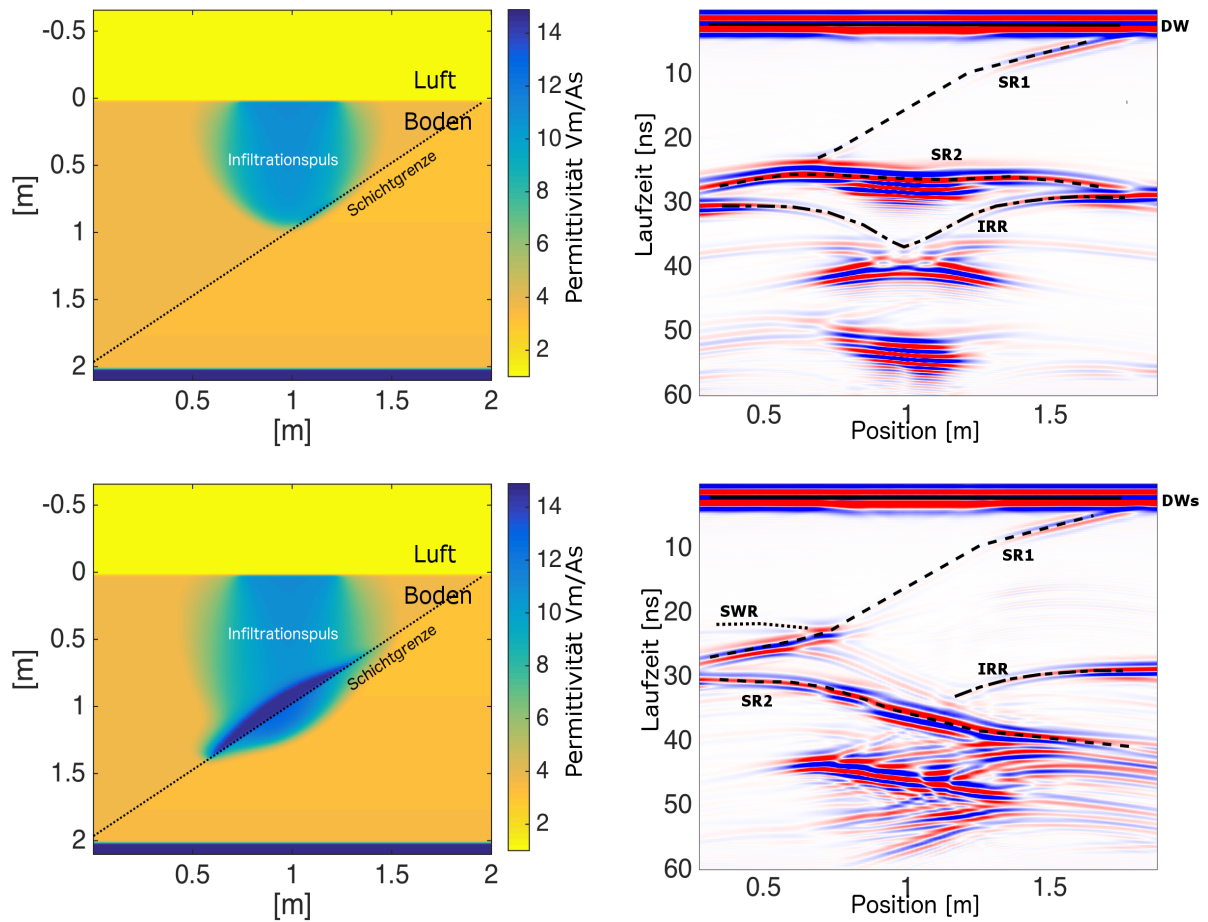 -0.5
0
0.5
1
1.5
2
[m]
Luft
Boden
Infiltrationspuls
Schichtgrenze
0.5
1
1.5
2
[m]
14
12
10
8
6
4
2
Permittivität Vm/As
DW
SR1
SR2
IRR
10
20
30
40
50
60
Laufzeit [ns]
0.5
1
1.5
Position [m]
-0.5
0
0.5
1
1.5
2
[m]
Luft
Boden
Infiltrationspuls
Schichtgrenze
0.5
1
1.5
2
[m]
14
12
10
8
6
4
2
Permittivität Vm/As
DWs
SR1
SWR
IRR
SR2
10
20
30
40
50
60
Laufzeit [ns]
0.5
1
1.5
Position [m]